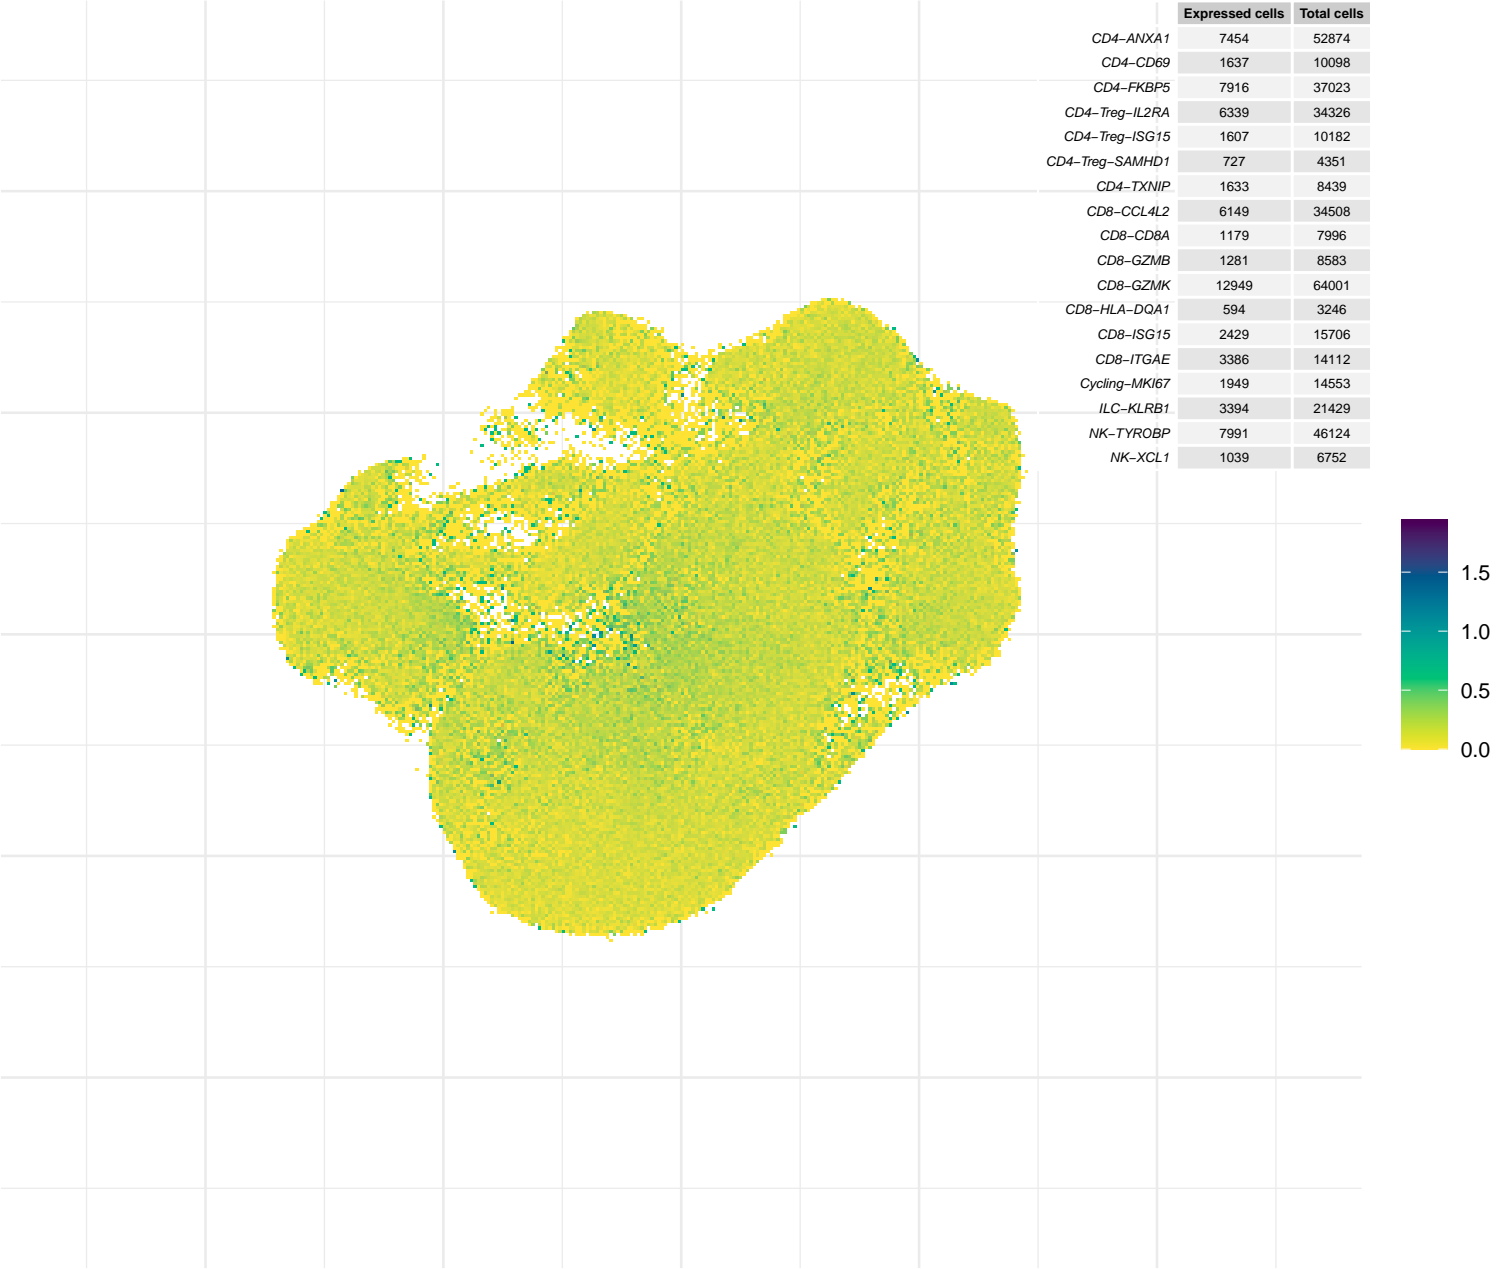 Expressed cells Total cells
CD4−ANXA1 7454 52874
CD4−CD69 1637 10098
CD4−FKBP5 7916 37023
CD4−Treg−IL2RA 6339 34326
CD4−Treg−ISG15 1607 10182
CD4−Treg−SAMHD1 727 4351
CD4−TXNIP 1633 8439
CD8−CCL4L2 6149 34508
CD8−CD8A 1179 7996
CD8−GZMB 1281 8583
CD8−GZMK 12949 64001
CD8−HLA−DQA1 594 3246
CD8−ISG15 2429 15706
CD8−ITGAE 3386 14112
Cycling−MKI67 1949 14553
ILC−KLRB1 3394 21429
NK−TYROBP 7991 46124
NK−XCL1 1039 6752
1.5
1.0
0.5
0.0